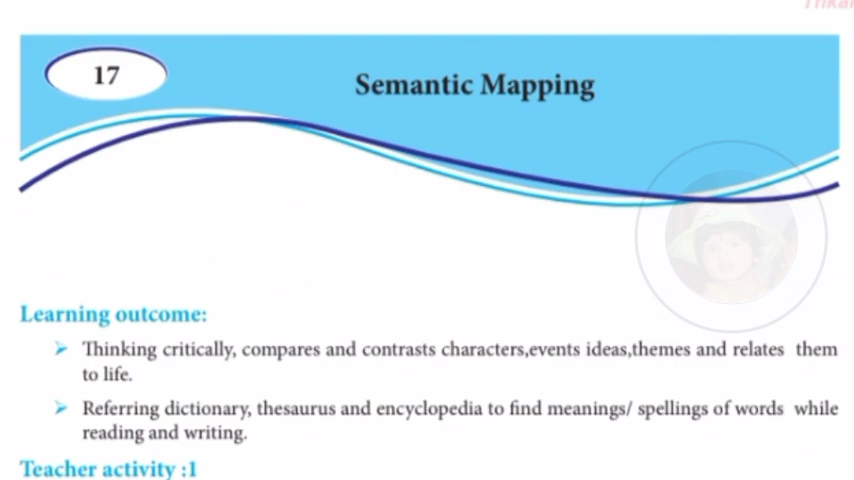 17
Semantic Mapping
Learning outcome:
➢ Thinking critically, compares and contrasts characters,events ideas,themes and relates them
to life.
➢ Referring dictionary, thesaurus and encyclopedia to find meanings/ spellings of words while
reading and writing.
Teacher activity :1